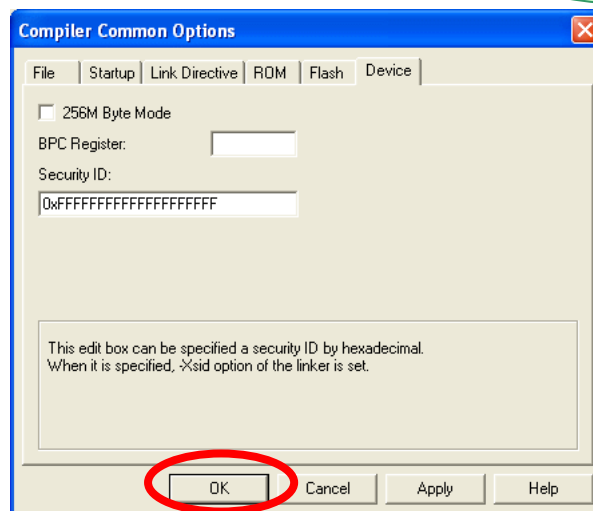 Compiler Common Options
File Startup Link Directive ROM Flash Device
256M Byte Mode
BPC Register:
Security ID:
0xFFFFFFFFFFFFFFFFFFFF
This edit box can be specified a security ID by hexadecimal.
When it is specified, -Xsid option of the linker is set.
OK Cancel Apply Help